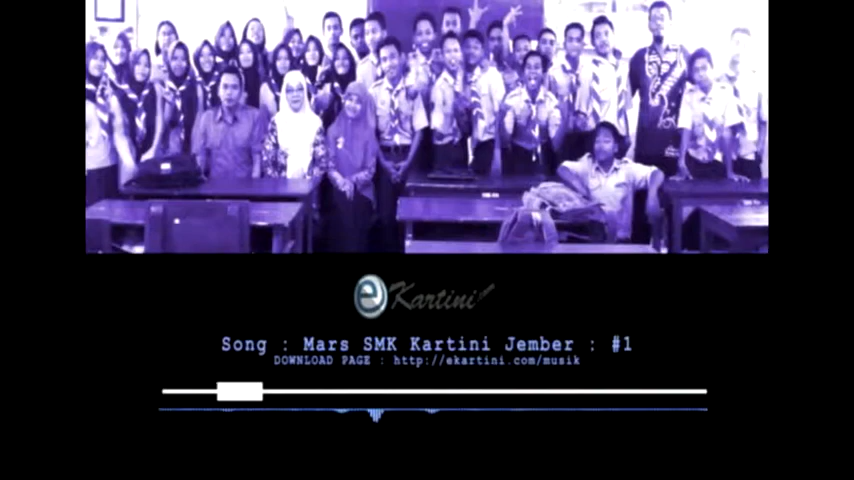 eKartini
Song : Mars SMK Kartini Jember : #1
DOWNLOAD PAGE : http://ekartini.com/musik